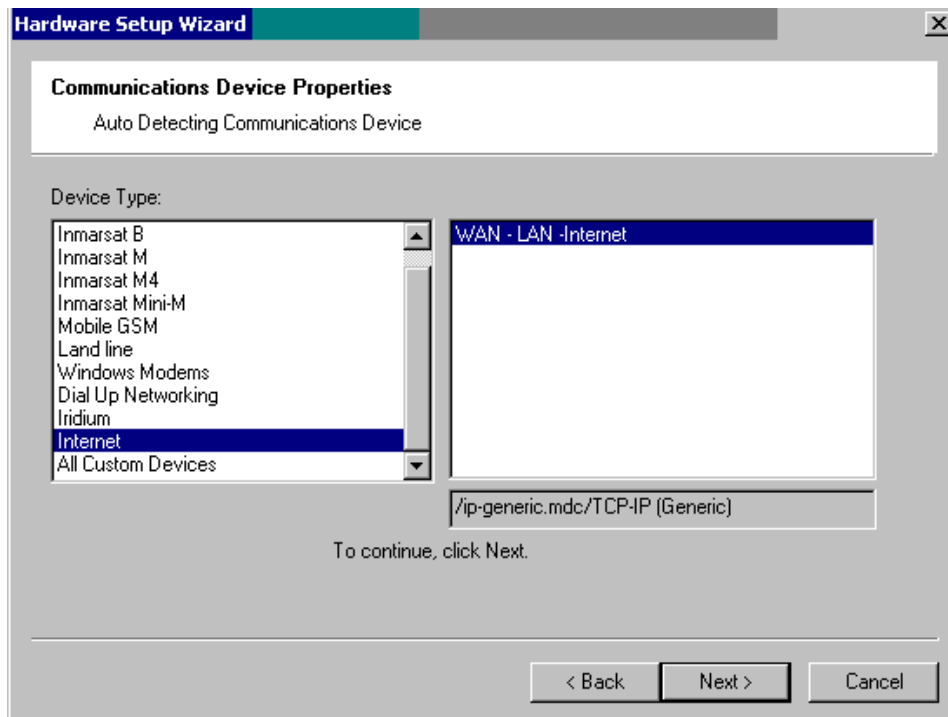 Hardware Setup Wizard
Communications Device Properties
Auto Detecting Communications Device
Device Type:
Inmarsat B
Inmarsat M
Inmarsat M4
Inmarsat Mini-M
Mobile GSM
Land line
Windows Modems
Dial Up Networking
Iridium
Internet
All Custom Devices
WAN - LAN -Internet
/ip-generic.mdc/TCP-IP (Generic)
To continue, click Next.
< Back
Next >
Cancel